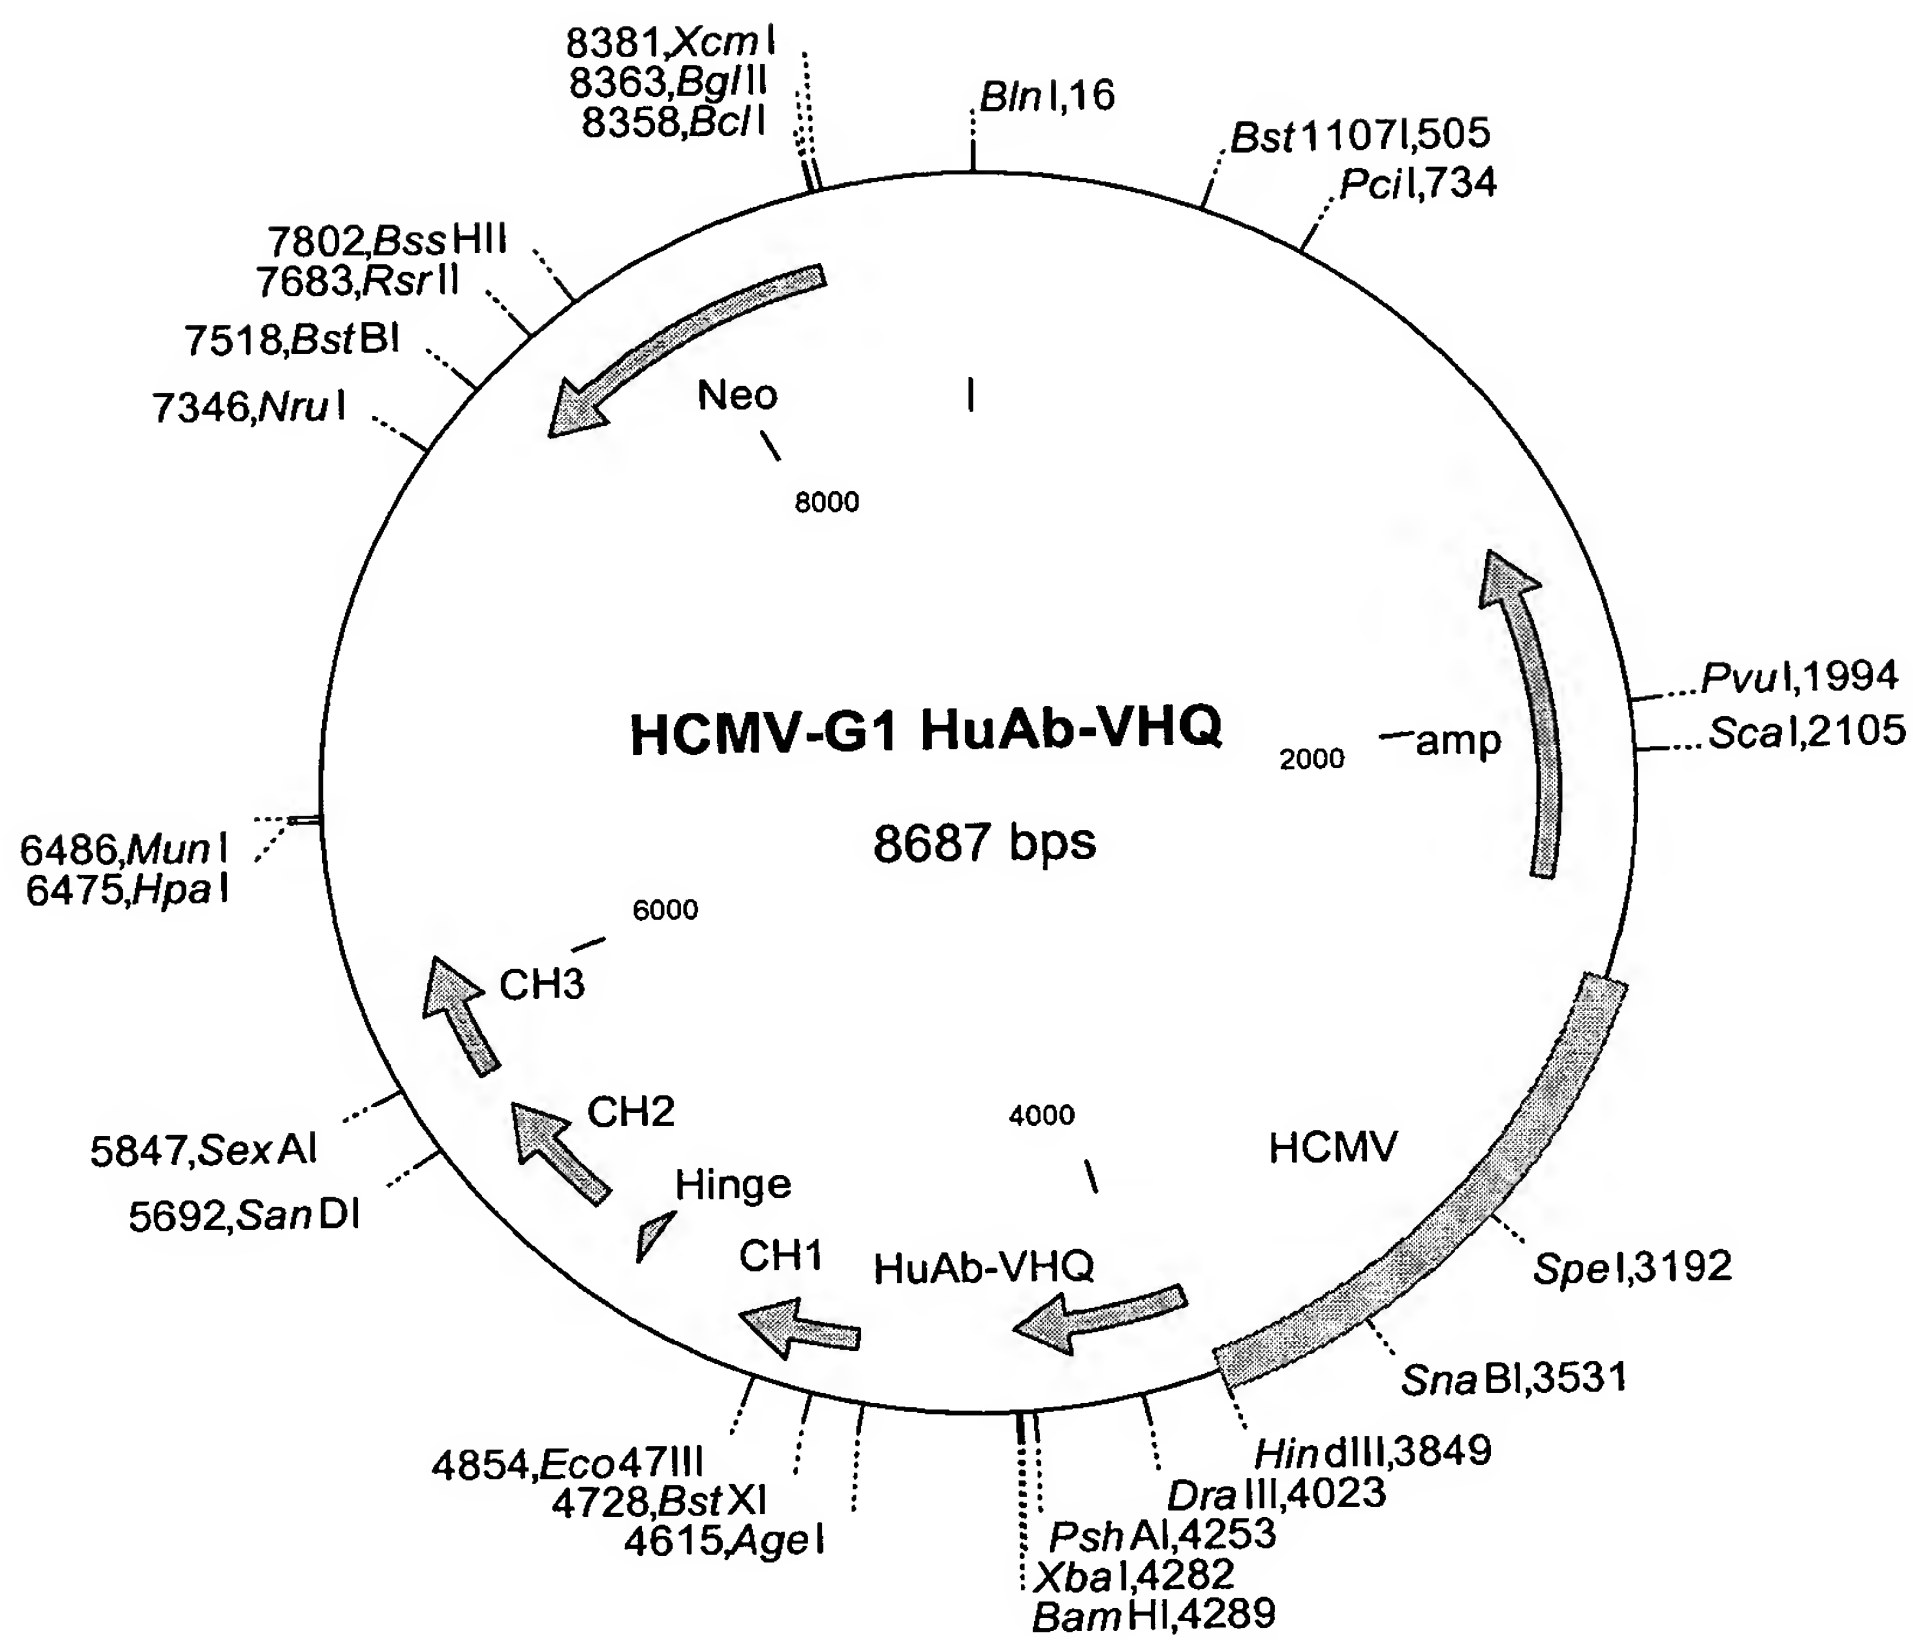 8381,XcmI
8363,BglII
8358,BclI
BlnI,16
Bst1107I,505
PciI,734
7802,BssHII
7683,RsrII
7518,BstBI
7346,NruI
Neo
8000
PvuI,1994
ScaI,2105
HCMV-G1 HuAb-VHQ
2000
amp
8687 bps
6486,MunI
6475,HpaI
6000
CH3
CH2
4000
HCMV
5847,SexAI
5692,SanDI
Hinge
CH1
HuAb-VHQ
SpeI,3192
SnaBI,3531
4854,Eco47III
4728,BstXI
4615,AgeI
HindIII,3849
DraIII,4023
PshAI,4253
XbaI,4282
BamHI,4289